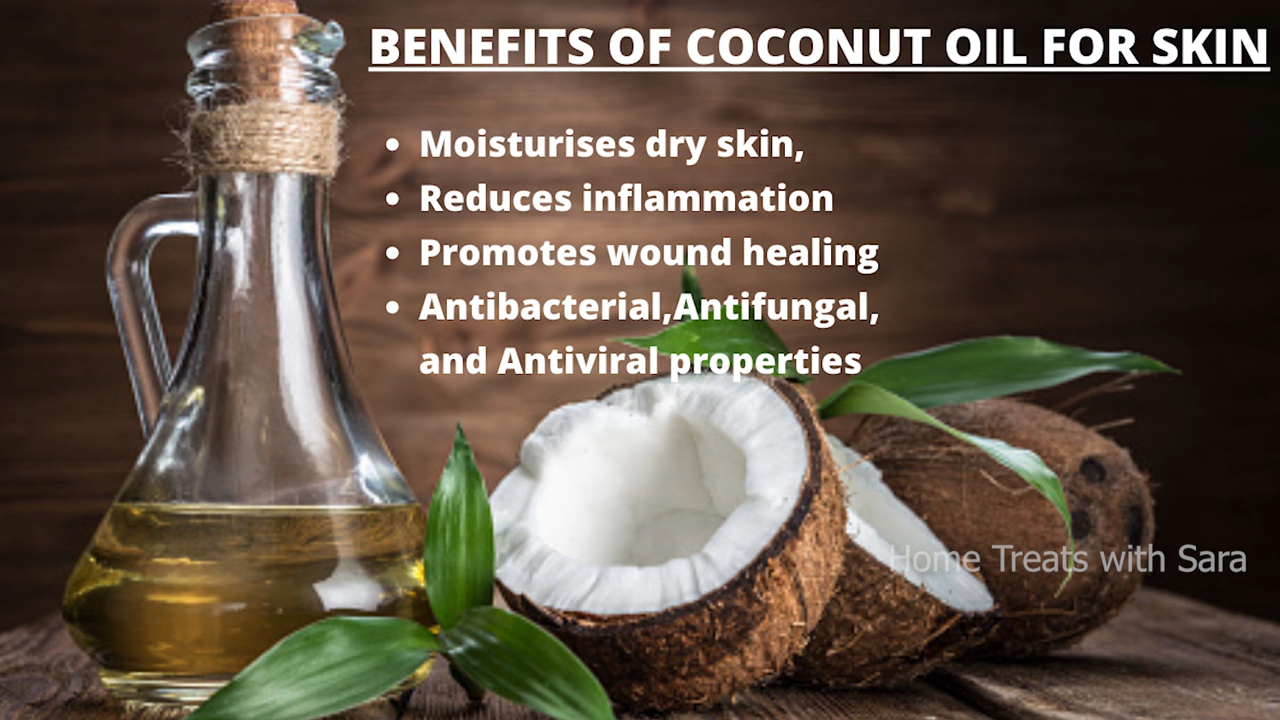 BENEFITS OF COCONUT OIL FOR SKIN
• Moisturises dry skin,
• Reduces inflammation
• Promotes wound healing
• Antibacterial,Antifungal,
and Antiviral properties
Home Treats with Sara